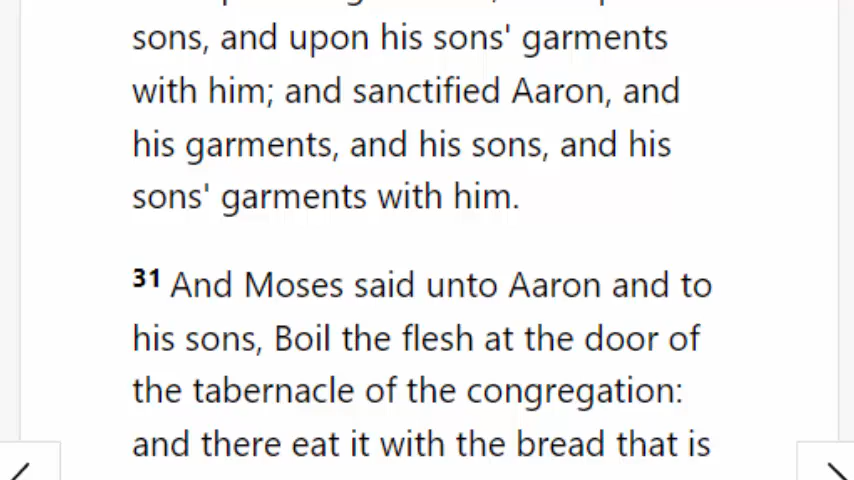 sons, and upon his sons' garments
with him; and sanctified Aaron, and
his garments, and his sons, and his
sons' garments with him.
31 And Moses said unto Aaron and to
his sons, Boil the flesh at the door of
the tabernacle of the congregation:
and there eat it with the bread that is